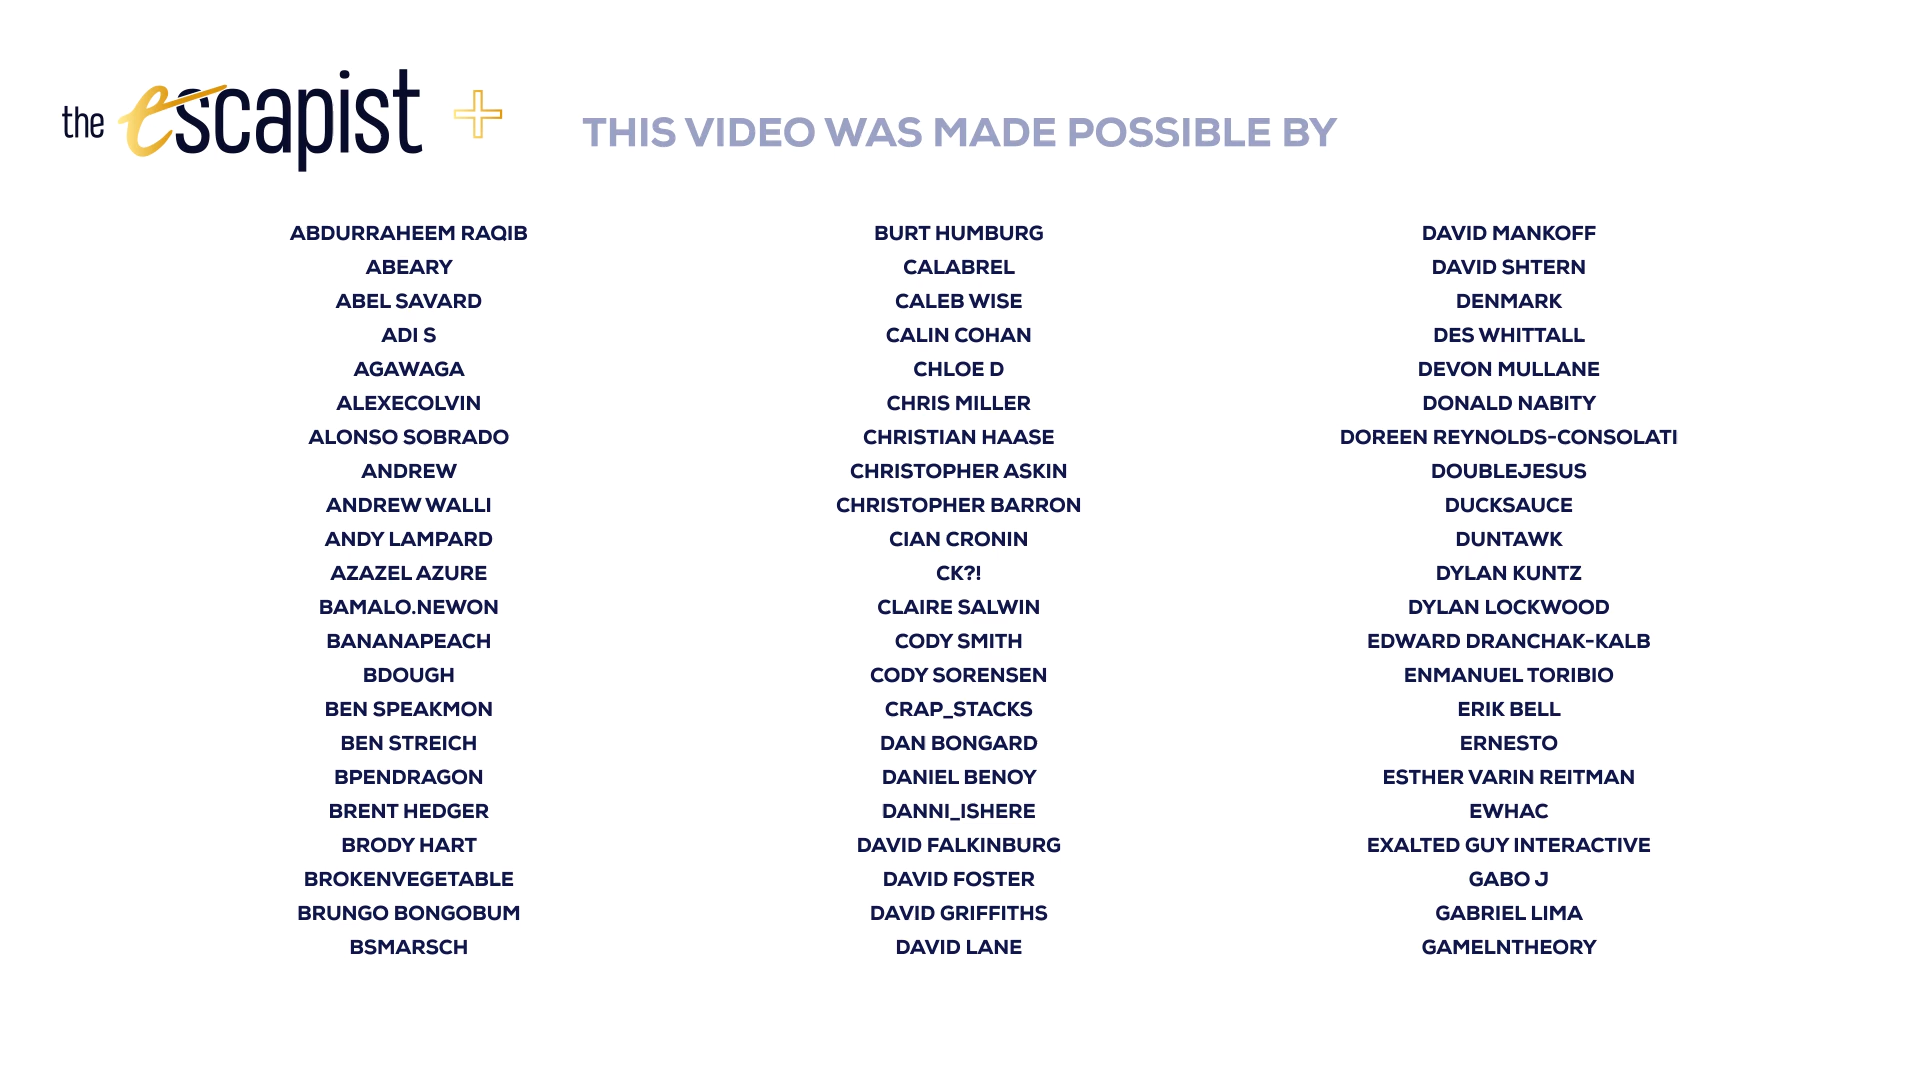 the escapist +
THIS VIDEO WAS MADE POSSIBLE BY
ABDURRAHEEM RAQIB
ABEARY
ABEL SAVARD
ADI S
AGAWAGA
ALEXECOLVIN
ALONSO SOBRADO
ANDREW
ANDREW WALLI
ANDY LAMPARD
AZAZEL AZURE
BAMALO.NEWON
BANANAPEACH
BDOUGH
BEN SPEAKMON
BEN STREICH
BPENDRAGON
BRENT HEDGER
BRODY HART
BROKENVEGETABLE
BRUNGO BONGOBUM
BSMARSCH
BURT HUMBURG
CALABREL
CALEB WISE
CALIN COHAN
CHLOE D
CHRIS MILLER
CHRISTIAN HAASE
CHRISTOPHER ASKIN
CHRISTOPHER BARRON
CIAN CRONIN
CK?!
CLAIRE SALWIN
CODY SMITH
CODY SORENSEN
CRAP_STACKS
DAN BONGARD
DANIEL BENOY
DANNI_ISHERE
DAVID FALKINBURG
DAVID FOSTER
DAVID GRIFFITHS
DAVID LANE
DAVID MANKOFF
DAVID SHTERN
DENMARK
DES WHITTALL
DEVON MULLANE
DONALD NABITY
DOREEN REYNOLDS-CONSOLATI
DOUBLEJESUS
DUCKSAUCE
DUNTAWK
DYLAN KUNTZ
DYLAN LOCKWOOD
EDWARD DRANCHAK-KALB
ENMANUEL TORIBIO
ERIK BELL
ERNESTO
ESTHER VARIN REITMAN
EWHAC
EXALTED GUY INTERACTIVE
GABO J
GABRIEL LIMA
GAMELNTHEORY